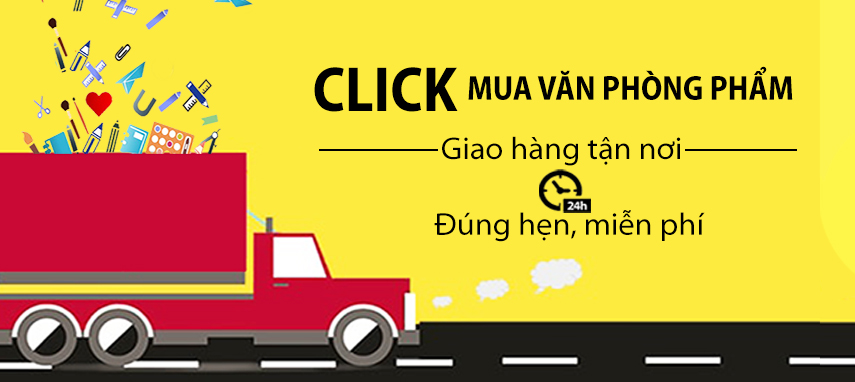 CLICK MUA VĂN PHÒNG PHẨM
Giao hàng tận nơi
24h
Đúng hẹn, miễn phí